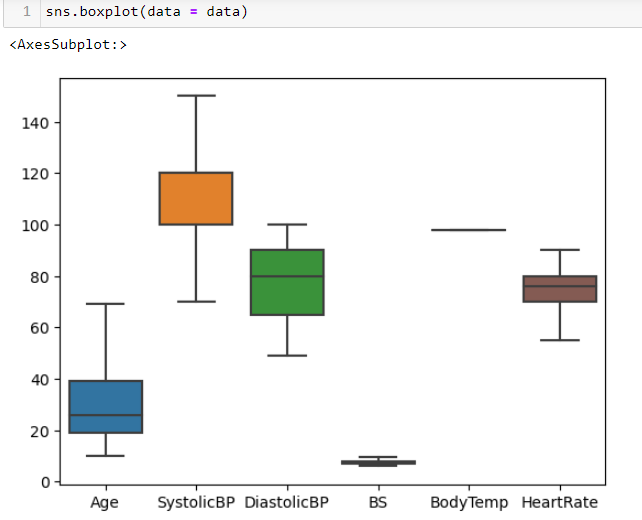 1 sns.boxplot(data = data)
<AxesSubplot:>
140
120
100
80
60
40
20
0
Age SystolicBP DiastolicBP BS BodyTemp HeartRate